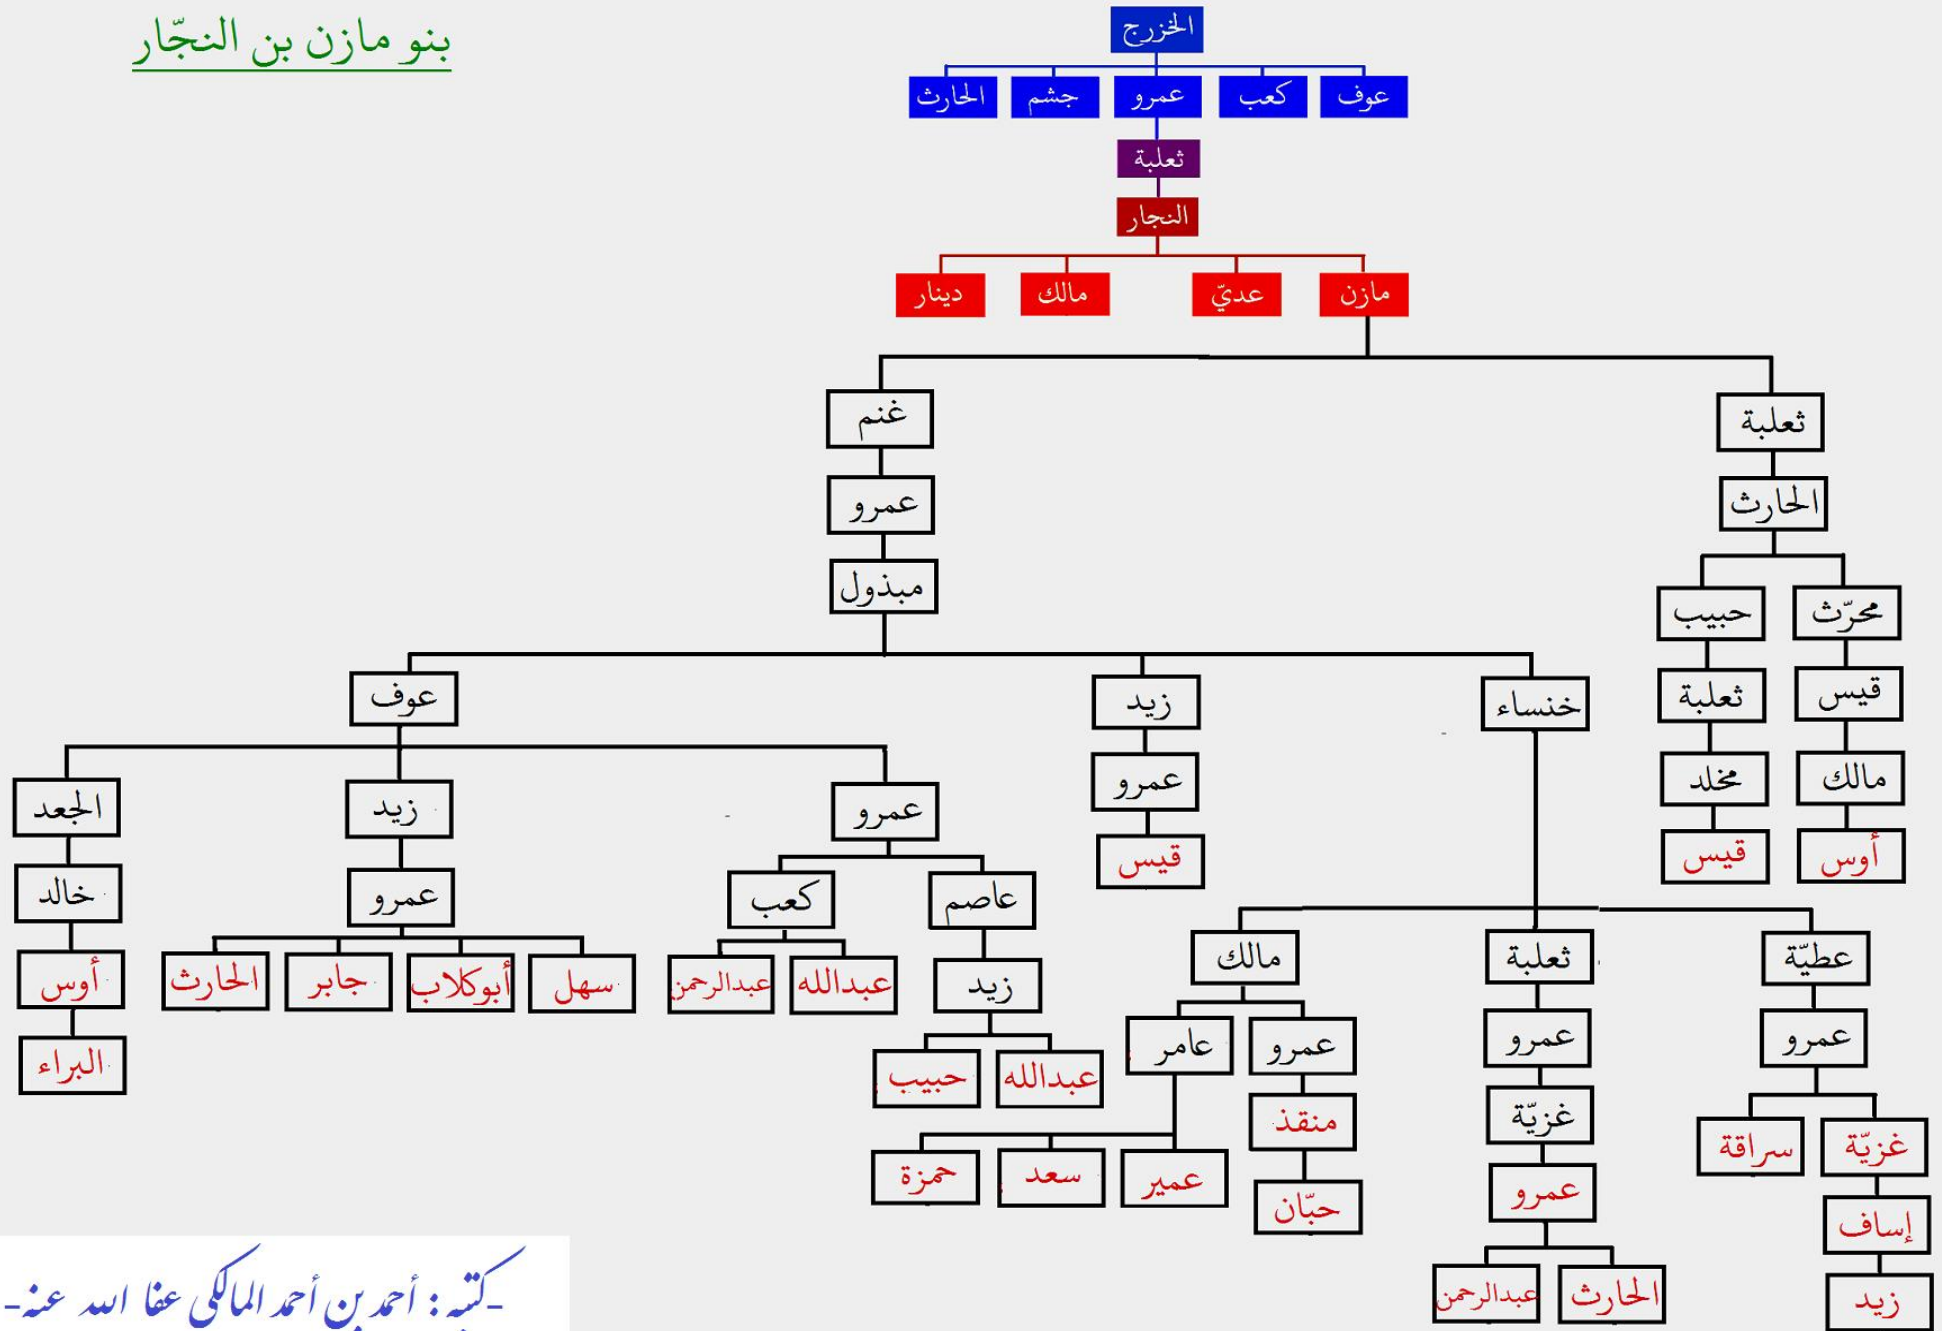 بنو مازن بن النجّار
الخزرج
عوف كعب عمرو جشم الحارث
ثعلبة
النجار
مازن عديّ مالك دينار
ثعلبة غنم
الحارث عمرو
محرّث حبيب مبذول
قيس ثعلبة خنساء زيد عوف
مالك مخلد عمرو عمرو زيد الجعد
أوس قيس قيس عاصم كعب عمرو خالد
عطيّة ثعلبة مالك زيد عبدالله عبدالرحمن سهل أبوكلاب جابر الحارث أوس
عمرو عمرو عمرو عامر عبدالله حبيب البراء
غزيّة سراقة غزيّة منقذ عمير سعد حمزة
إساف عمرو حبّان
زيد الحارث عبدالرحمن
-كتبه : أحمد بن أحمد المالكي عفا الله عنه-